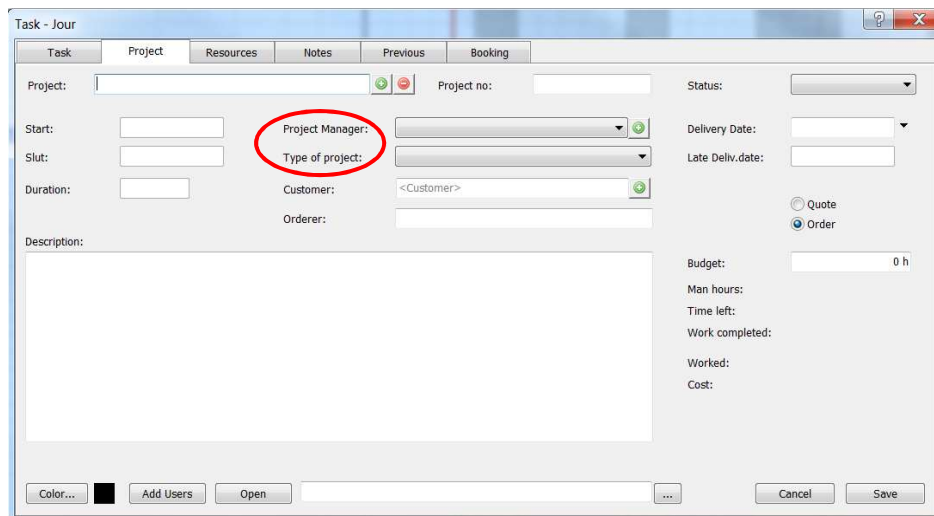 Task - Jour
Task Project Resources Notes Previous Booking
Project: Project no: Status:
Start: Project Manager: Delivery Date:
Slut: Type of project: Late Deliv.date:
Duration: Customer: <Customer>
Quote
Orderer: Order
Description:
Budget: 0 h
Man hours:
Time left:
Work completed:
Worked:
Cost:
Color... Add Users Open ... Cancel Save